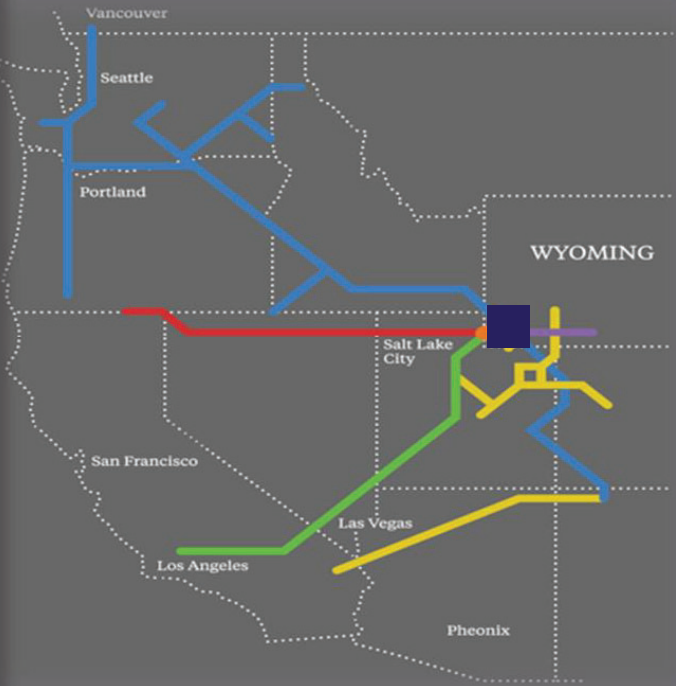 Vancouver
Seattle
Portland
WYOMING
Salt Lake
City
San Francisco
Las Vegas
Los Angeles
Pheonix